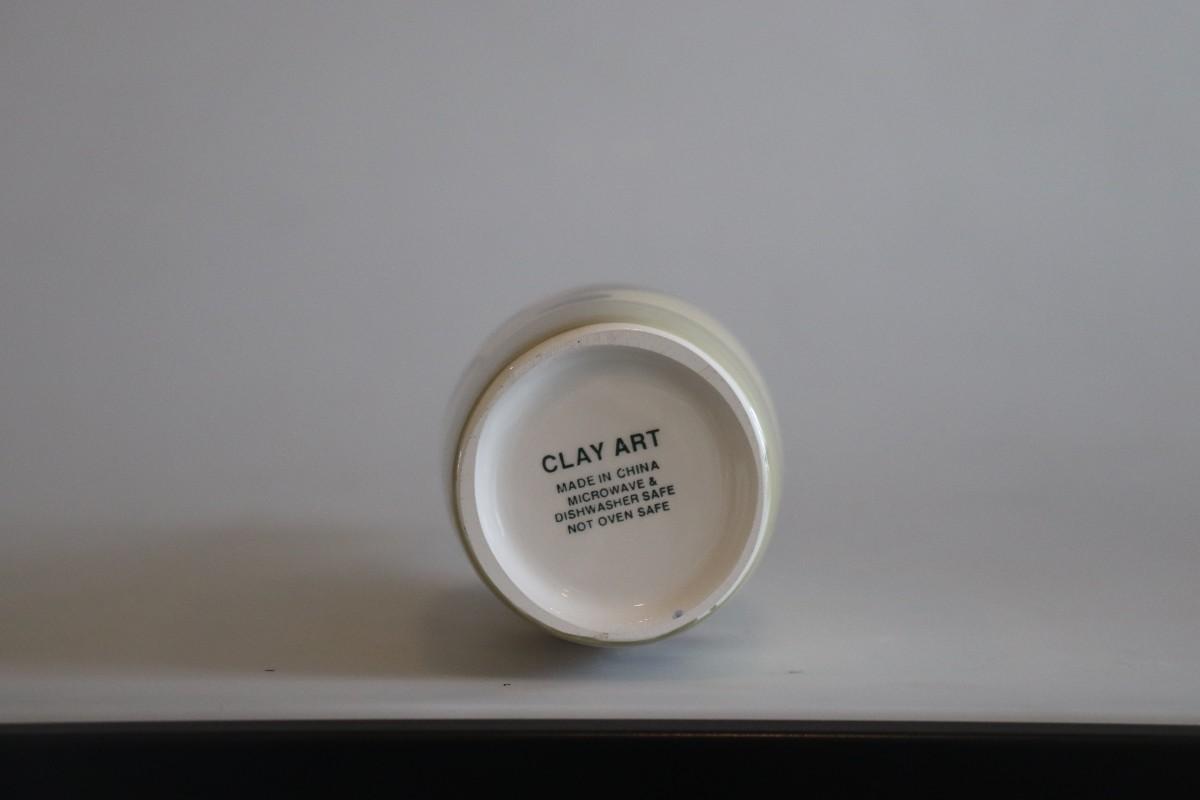 CLAY ART
MADE IN CHINA
MICROWAVE &
DISHWASHER SAFE
NOT OVEN SAFE